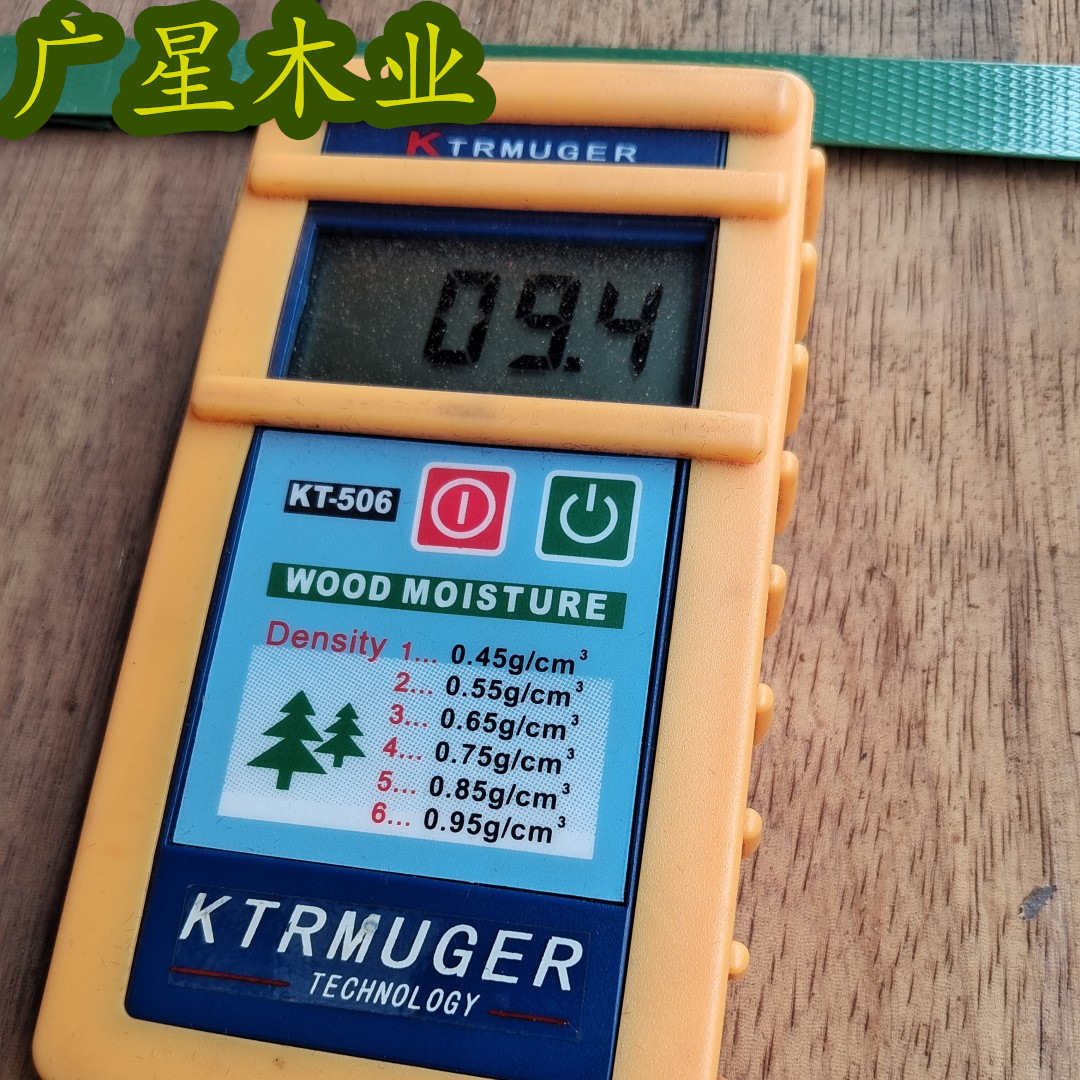 广星木业
KTRMUGER
09.4
KT-506
WOOD MOISTURE
Density 1... 0.45g/cm³
2... 0.55g/cm³
3... 0.65g/cm³
4... 0.75g/cm³
5... 0.85g/cm³
6... 0.95g/cm³
KTRMUGER
TECHNOLOGY